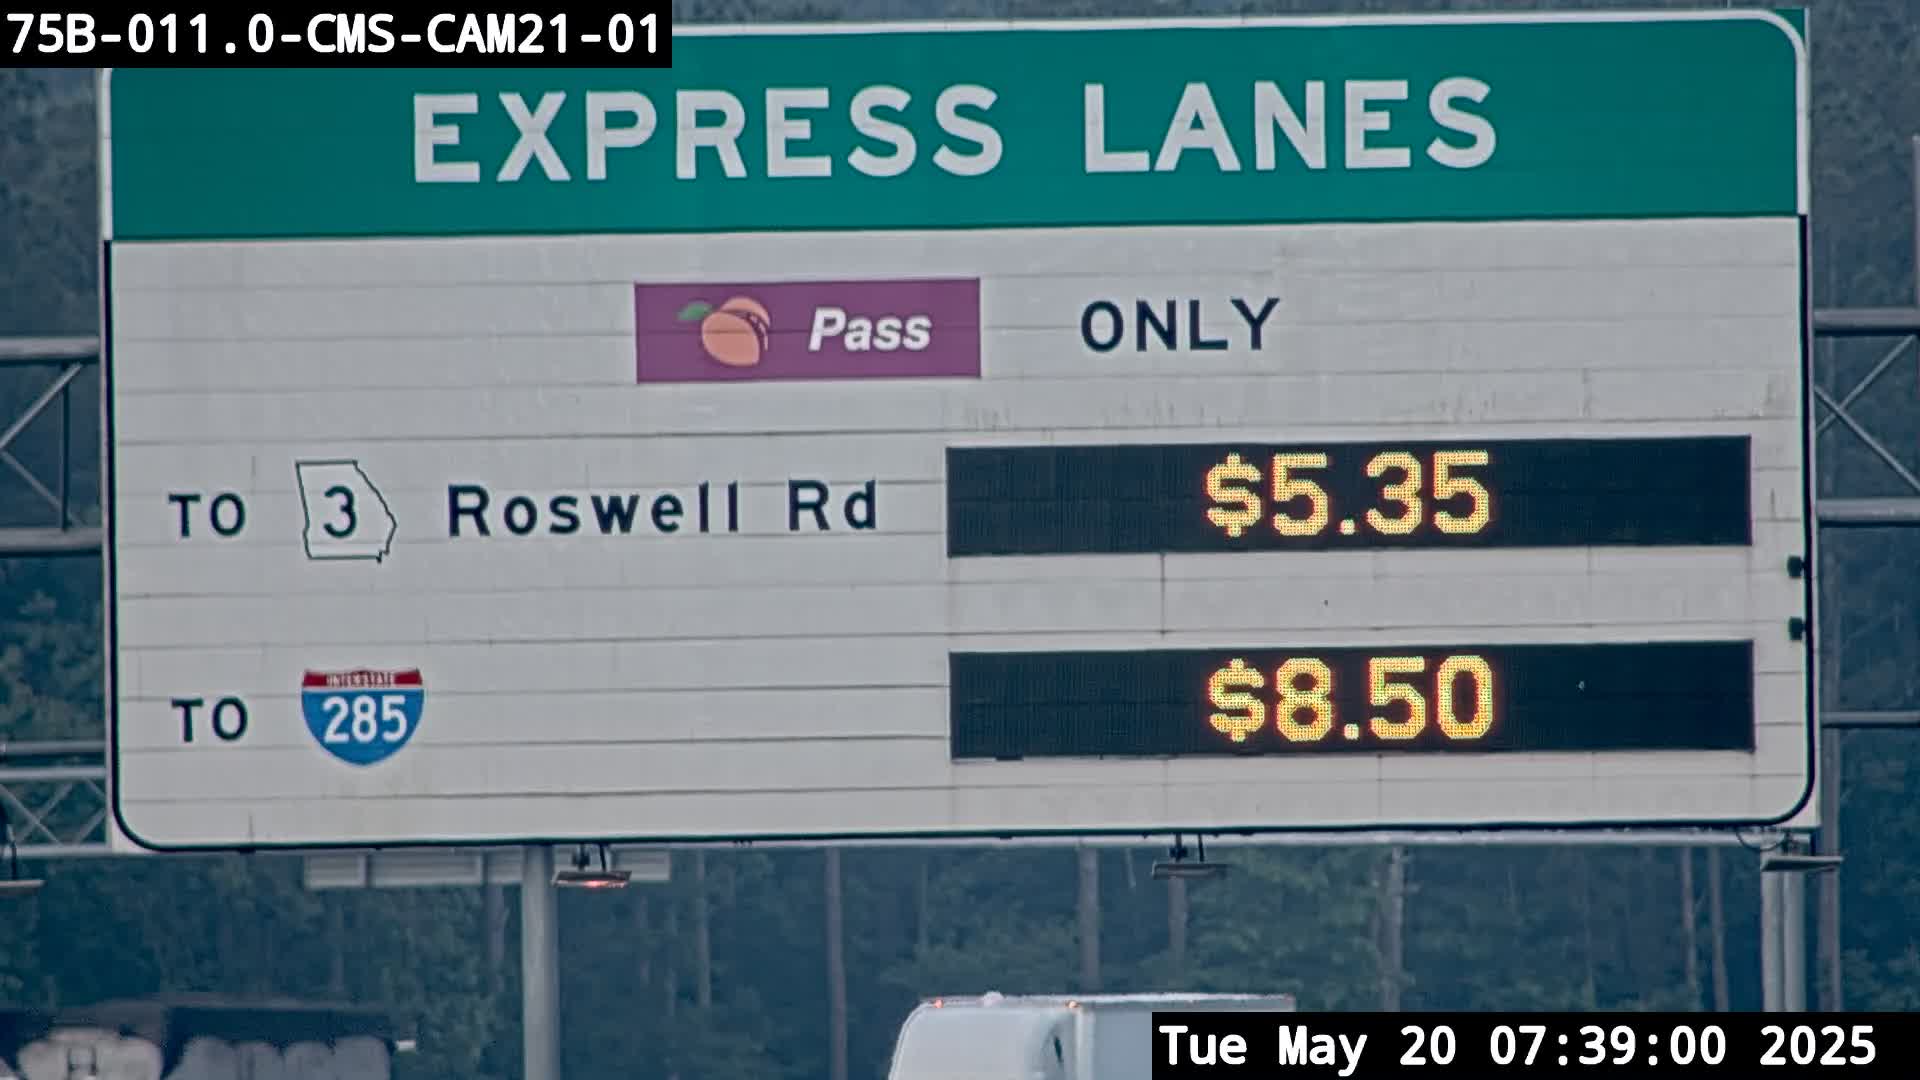 75B-011.0-CMS-CAM21-01
EXPRESS LANES
Pass ONLY
TO 3 Roswell Rd $5.35
TO INTERSTATE 285 $8.50
Tue May 20 07:39:00 2025